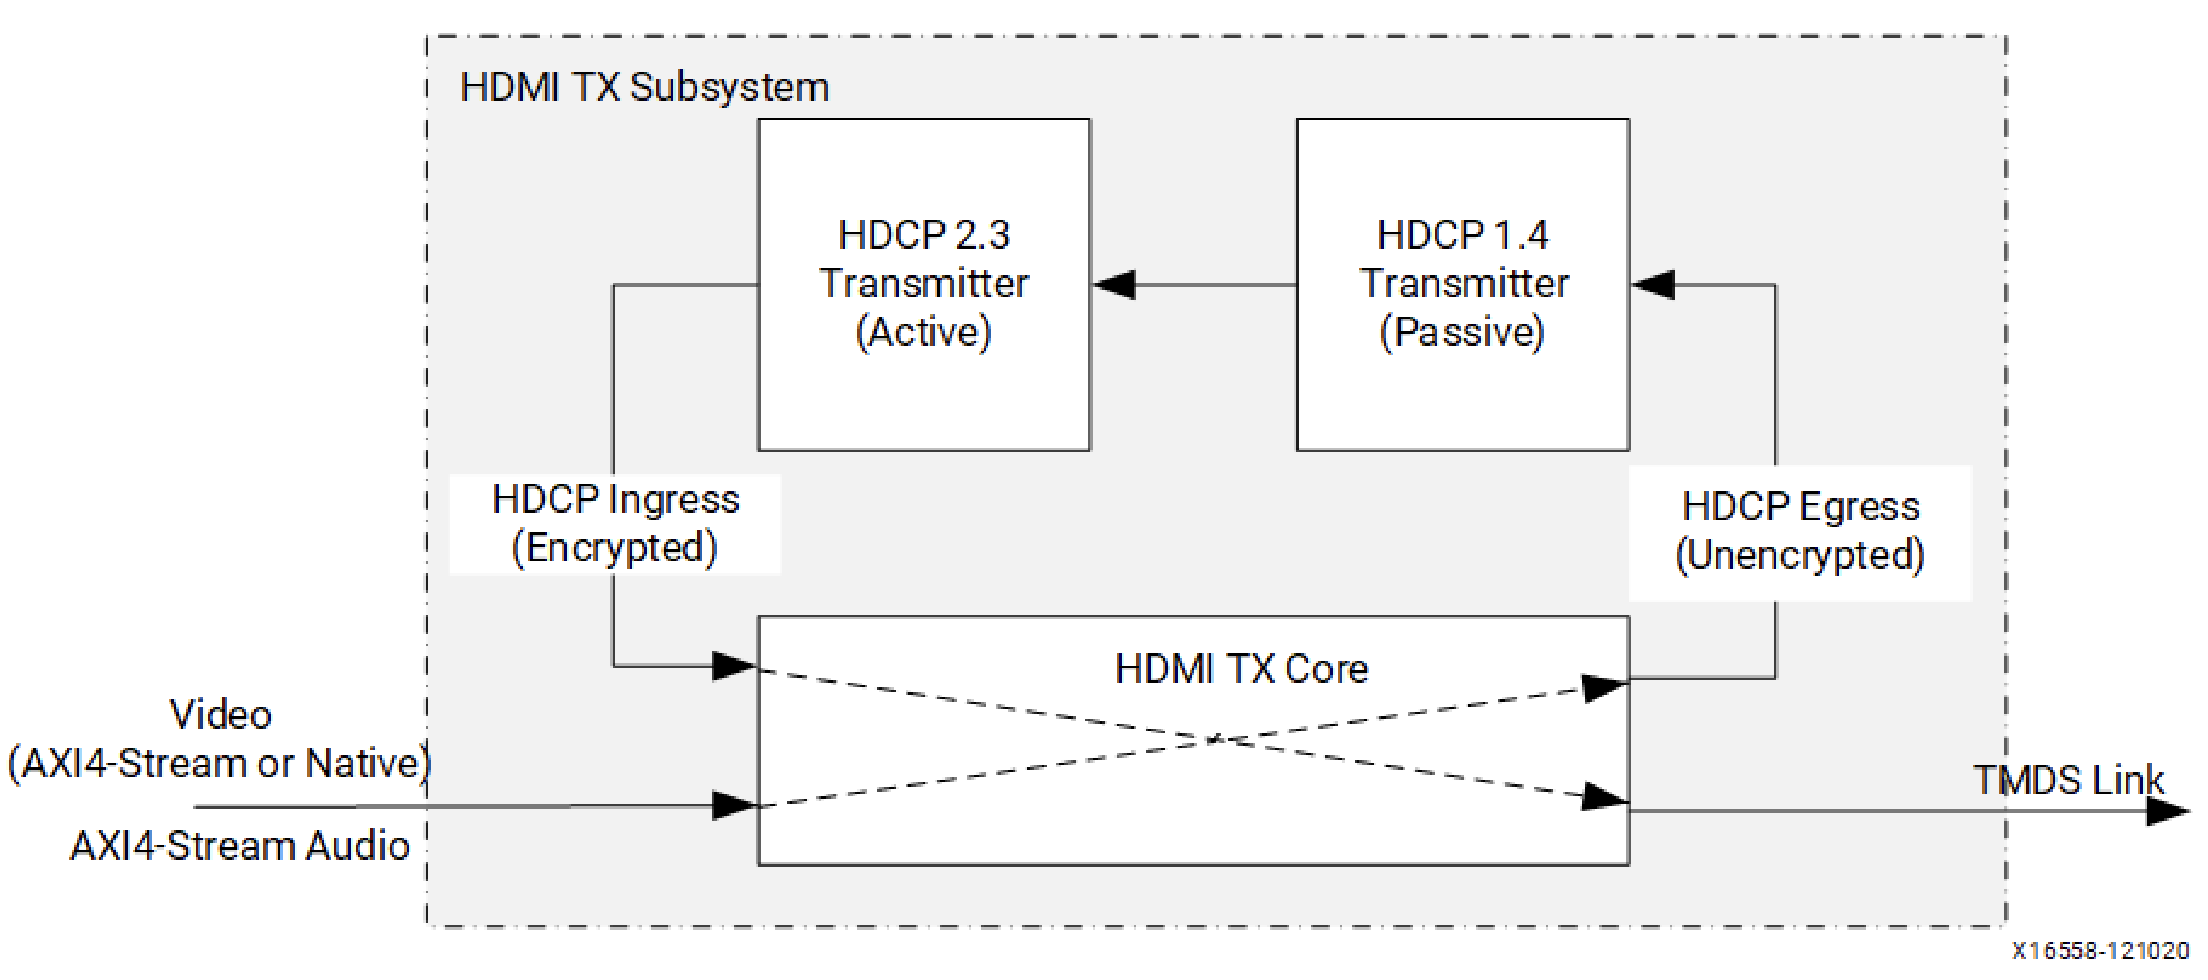 HDMI TX Subsystem
HDCP 2.3
Transmitter
(Active)
HDCP 1.4
Transmitter
(Passive)
HDCP Ingress
(Encrypted)
HDCP Egress
(Unencrypted)
HDMI TX Core
Video
(AXI4-Stream or Native)
AXI4-Stream Audio
TMDS Link
X16558-121020